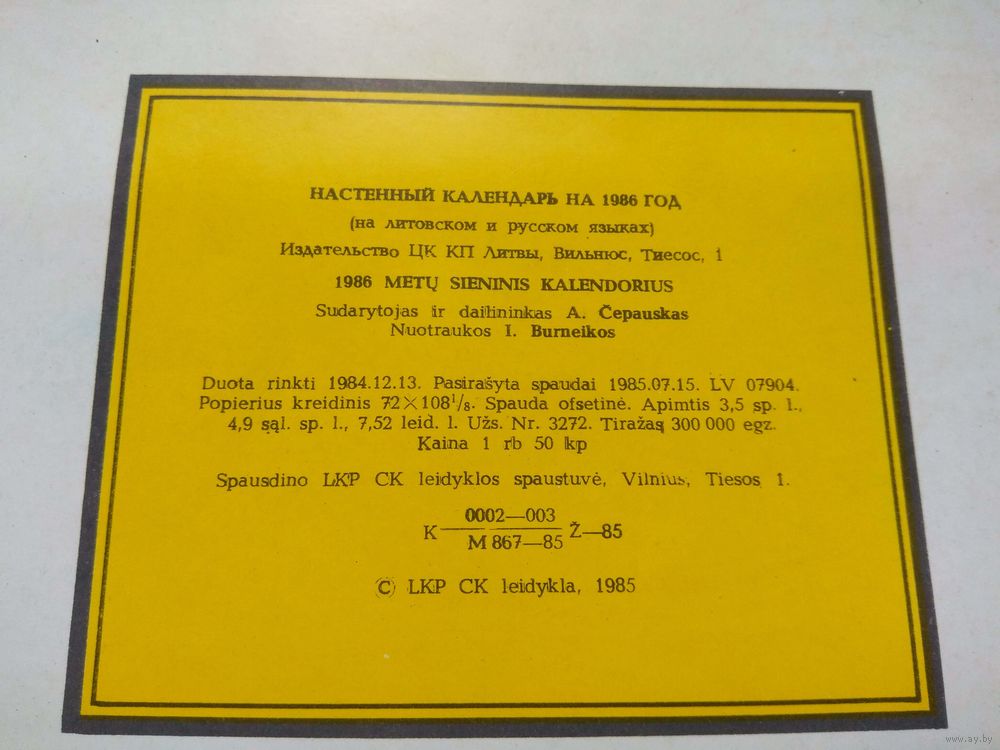 НАСТЕННЫЙ КАЛЕНДАРЬ НА 1986 ГОД
(на литовском и русском языках)
Издательство ЦК КП Литвы, Вильнюс, Тиесос, 1
1986 METŲ SIENINIS KALENDORIUS
Sudarytojas ir dailininkas A. Čepauskas
Nuotraukos I. Burneikos
Duota rinkti 1984.12.13. Pasirašyta spaudai 1985.07.15. LV 07904.
Popierius kreidinis 72×108¹/₈. Spauda ofsetinė. Apimtis 3,5 sp. l.,
4,9 sąl. sp. l., 7,52 leid. l. Užs. Nr. 3272. Tiražas 300 000 egz.
Kaina 1 rb 50 kp
Spausdino LKP CK leidyklos spaustuvė, Vilnius, Tiesos 1.
0002—003
K — Ž—85
M 867—85
© LKP CK leidykla, 1985
www.ay.by